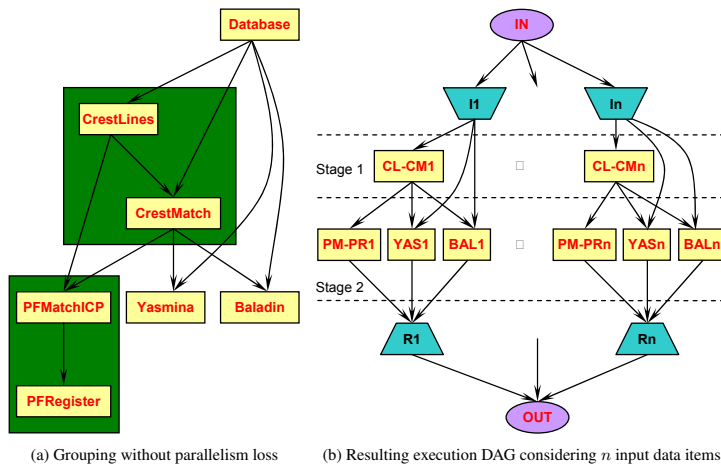 Database
CrestLines
CrestMatch
PFMatchICP
Yasmina
Baladin
PFRegister
(a) Grouping without parallelism loss
IN
I1
In
Stage 1
CL-CM1
CL-CMn
PM-PR1
YAS1
BAL1
PM-PRn
YASn
BALn
Stage 2
R1
Rn
OUT
(b) Resulting execution DAG considering n input data items